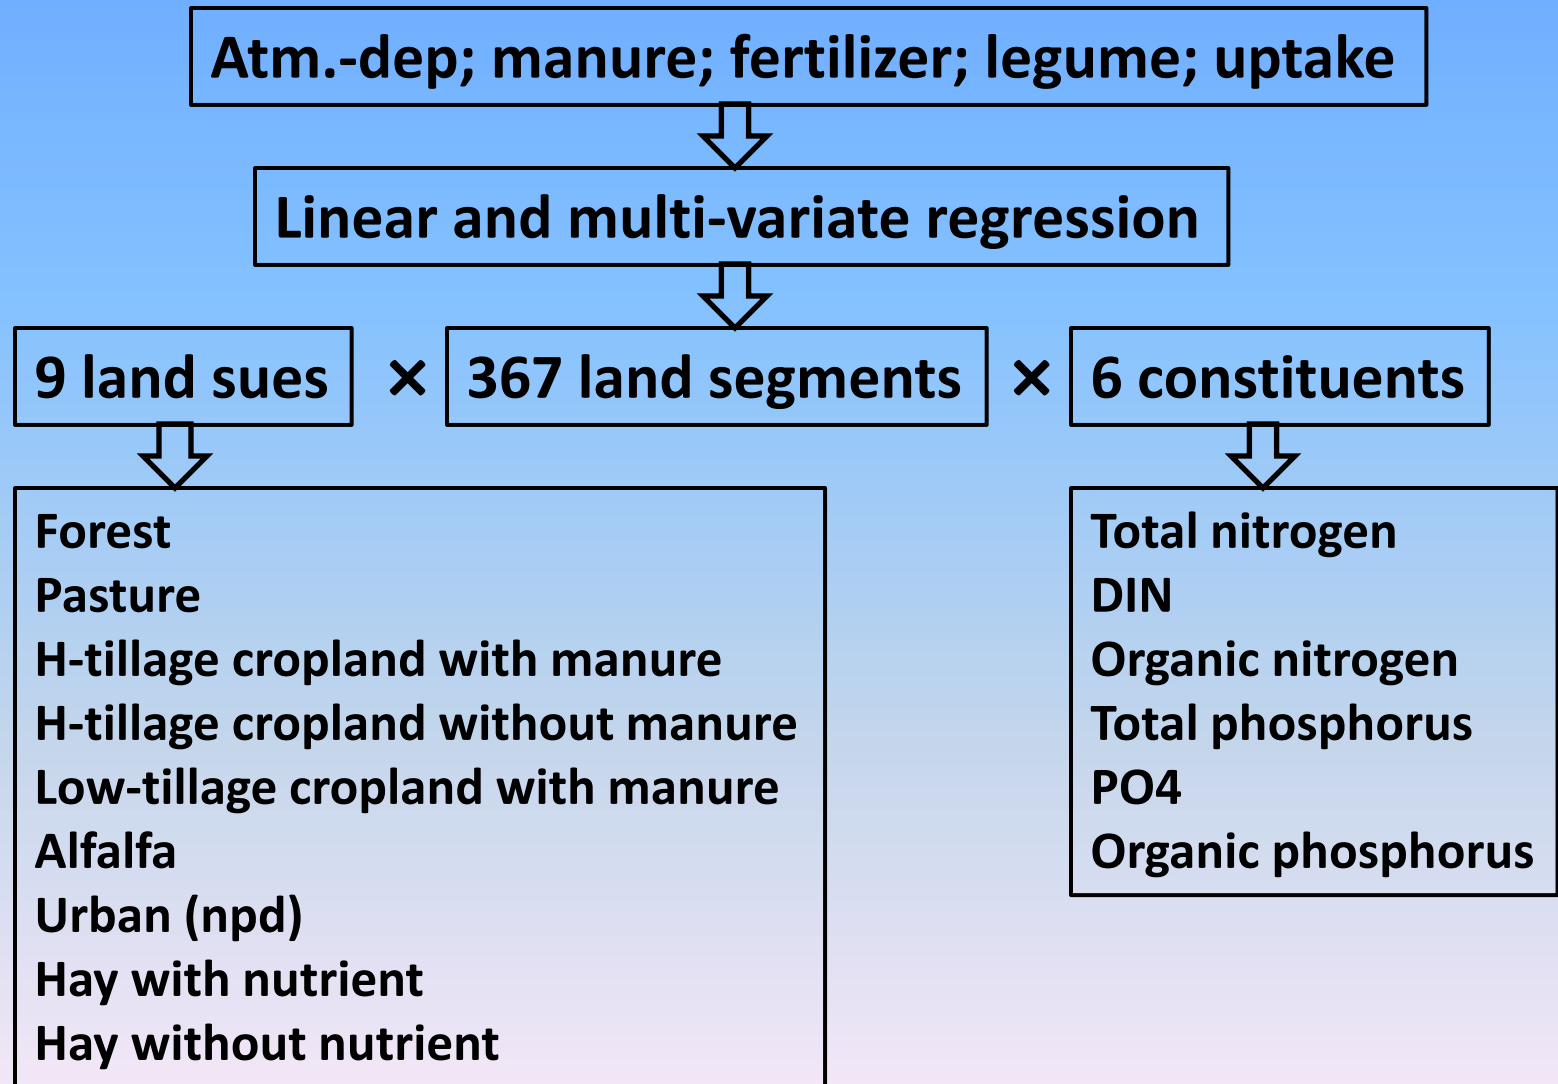 Atm.-dep; manure; fertilizer; legume; uptake
Linear and multi-variate regression
9 land sues × 367 land segments × 6 constituents
Forest
Pasture
H-tillage cropland with manure
H-tillage cropland without manure
Low-tillage cropland with manure
Alfalfa
Urban (npd)
Hay with nutrient
Hay without nutrient
Total nitrogen
DIN
Organic nitrogen
Total phosphorus
PO4
Organic phosphorus